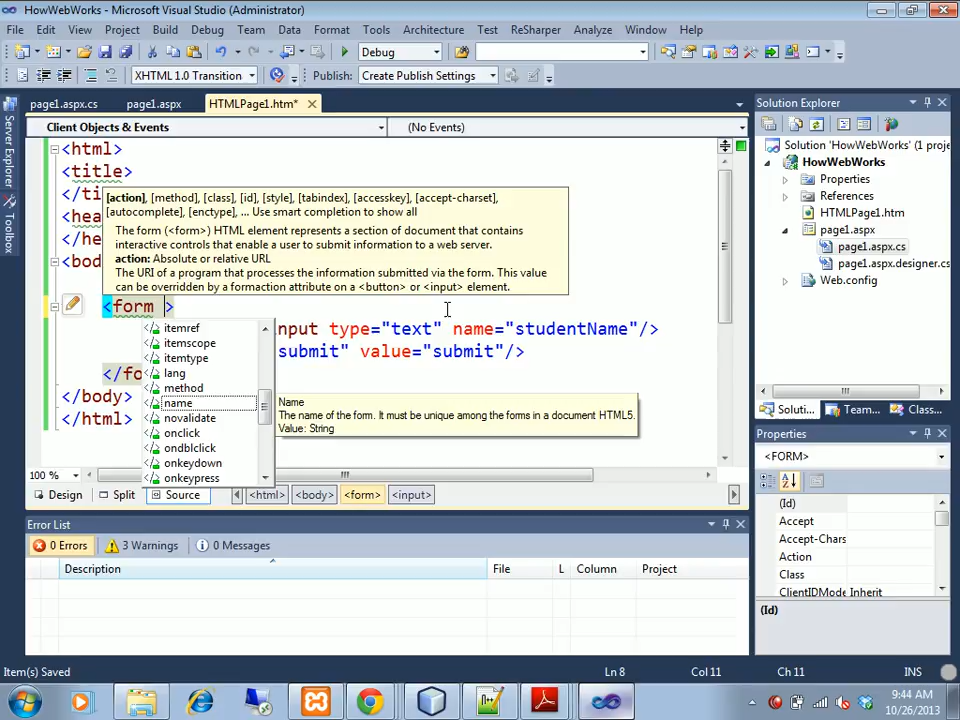 HowWebWorks - Microsoft Visual Studio (Administrator)
File Edit View Project Build Debug Team Data Format Tools Architecture Test ReSharper Analyze Window Help
Debug
XHTML 1.0 Transition Publish: Create Publish Settings
page1.aspx.cs page1.aspx HTMLPage1.htm*
Client Objects & Events (No Events)
Server Explorer
Toolbox
<html>
<title>
</ti
<hea
</h
<bod
[action], [method], [class], [id], [style], [tabindex], [accesskey], [accept-charset],
[autocomplete], [enctype], ... Use smart completion to show all
The form (<form>) HTML element represents a section of document that contains
interactive controls that enable a user to submit information to a web server.
action: Absolute or relative URL
The URI of a program that processes the information submitted via the form. This value
can be overridden by a formaction attribute on a <button> or <input> element.
<form >
nput type="text" name="studentName"/>
submit" value="submit"/>
</fo
</body>
</html>
itemref
itemscope
itemtype
lang
method
name
novalidate
onclick
ondblclick
onkeydown
onkeypress
Name
The name of the form. It must be unique among the forms in a document HTML5.
Value: String
100 %
Design Split Source <html> <body> <form> <input>
Error List
0 Errors 3 Warnings 0 Messages
Description File L Column Project
Solution Explorer
Solution 'HowWebWorks' (1 proje
HowWebWorks
Properties
References
HTMLPage1.htm
page1.aspx
page1.aspx.cs
page1.aspx.designer.cs
Web.config
Soluti... Team... Class...
Properties
<FORM>
(Id)
Accept
Accept-Chars
Action
Class
ClientIDMode Inherit
(Id)
Item(s) Saved Ln 8 Col 11 Ch 11 INS
9:44 AM
10/26/2013